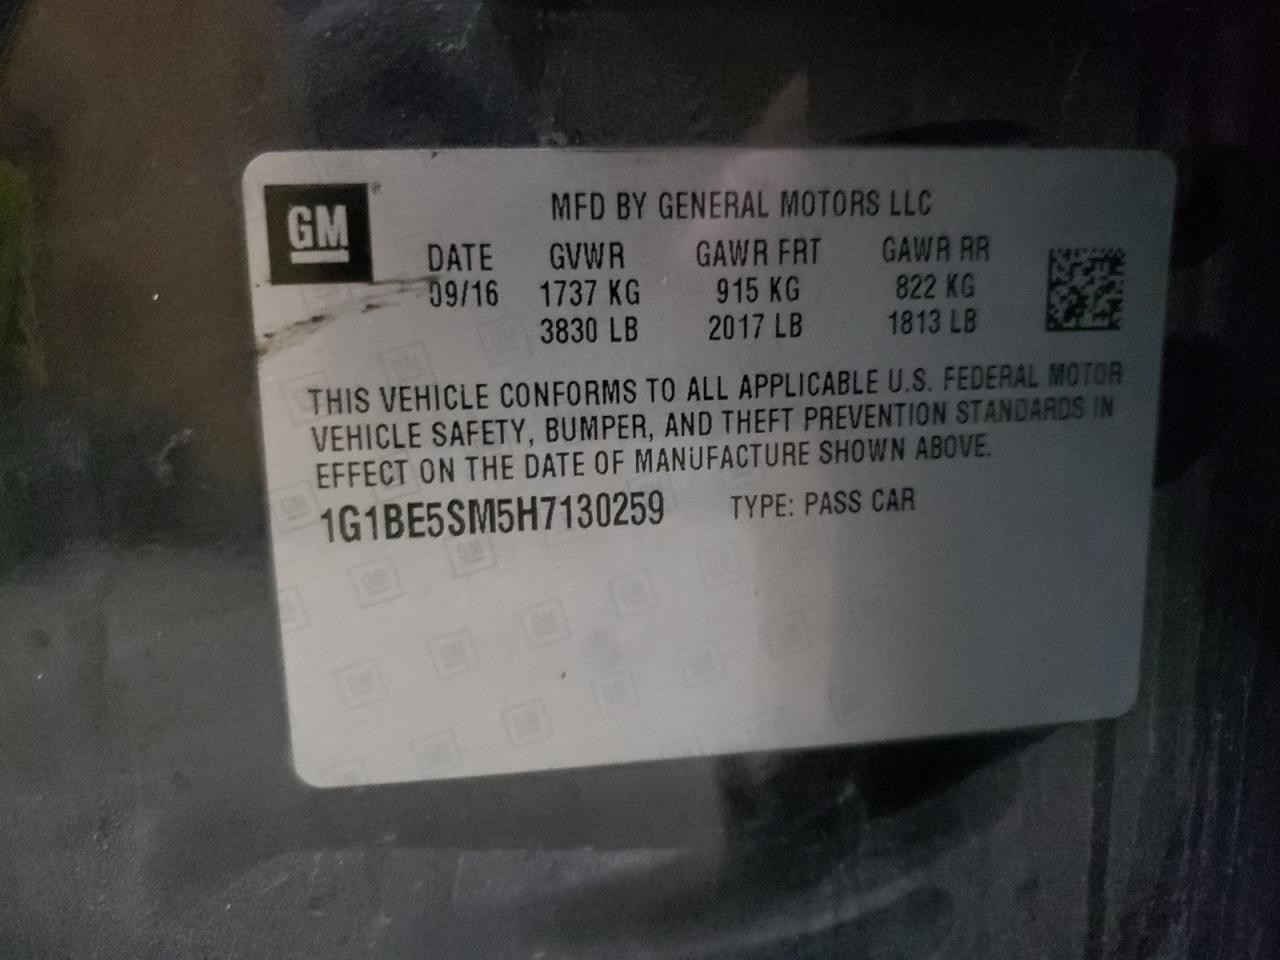 GM®
MFD BY GENERAL MOTORS LLC
DATE GVWR GAWR FRT GAWR RR
09/16 1737 KG 915 KG 822 KG
3830 LB 2017 LB 1813 LB
THIS VEHICLE CONFORMS TO ALL APPLICABLE U.S. FEDERAL MOTOR
VEHICLE SAFETY, BUMPER, AND THEFT PREVENTION STANDARDS IN
EFFECT ON THE DATE OF MANUFACTURE SHOWN ABOVE.
1G1BE5SM5H7130259 TYPE: PASS CAR